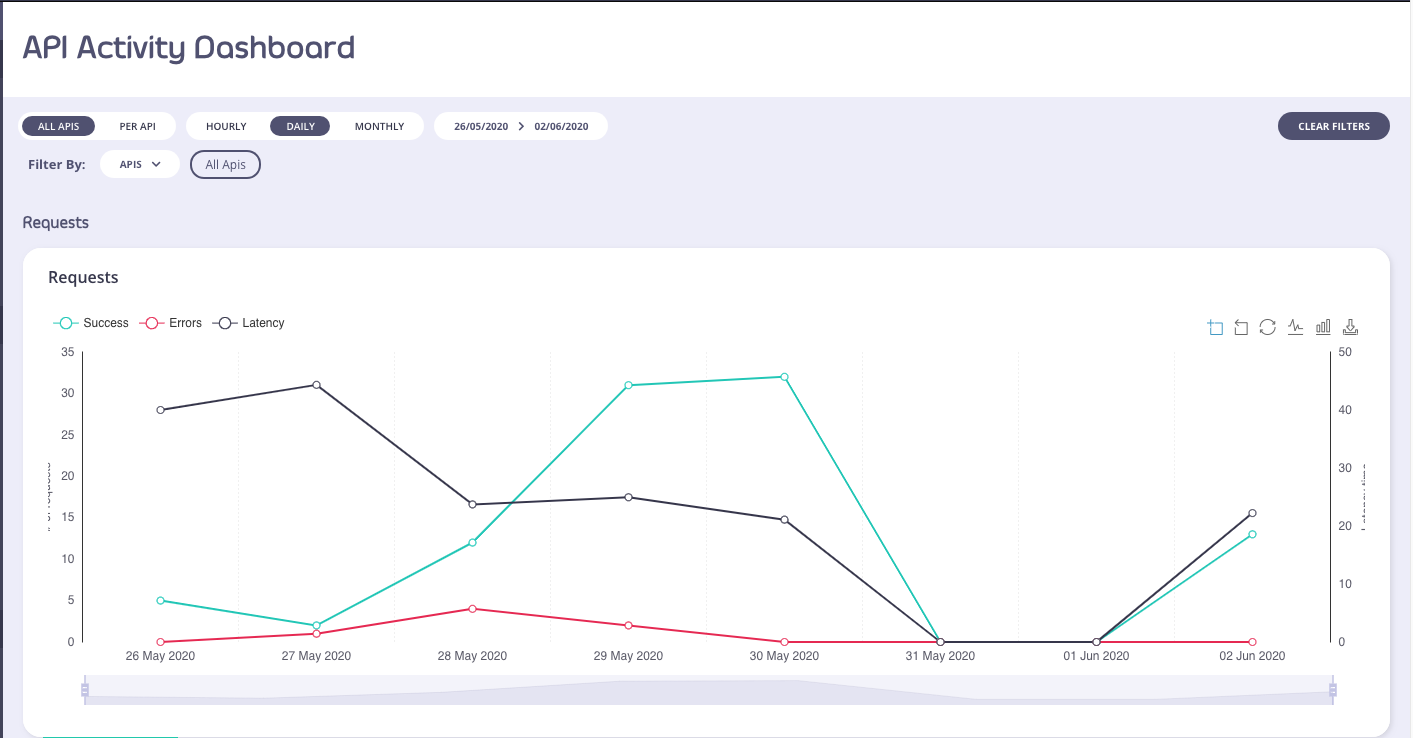 API Activity Dashboard
ALL APIS PER API HOURLY DAILY MONTHLY 26/05/2020 > 02/06/2020 CLEAR FILTERS
Filter By: APIS All Apis
Requests
Requests
Success Errors Latency
35 50
30
40
25
30
20
15
20
10
10
5
0 0
26 May 2020 27 May 2020 28 May 2020 29 May 2020 30 May 2020 31 May 2020 01 Jun 2020 02 Jun 2020